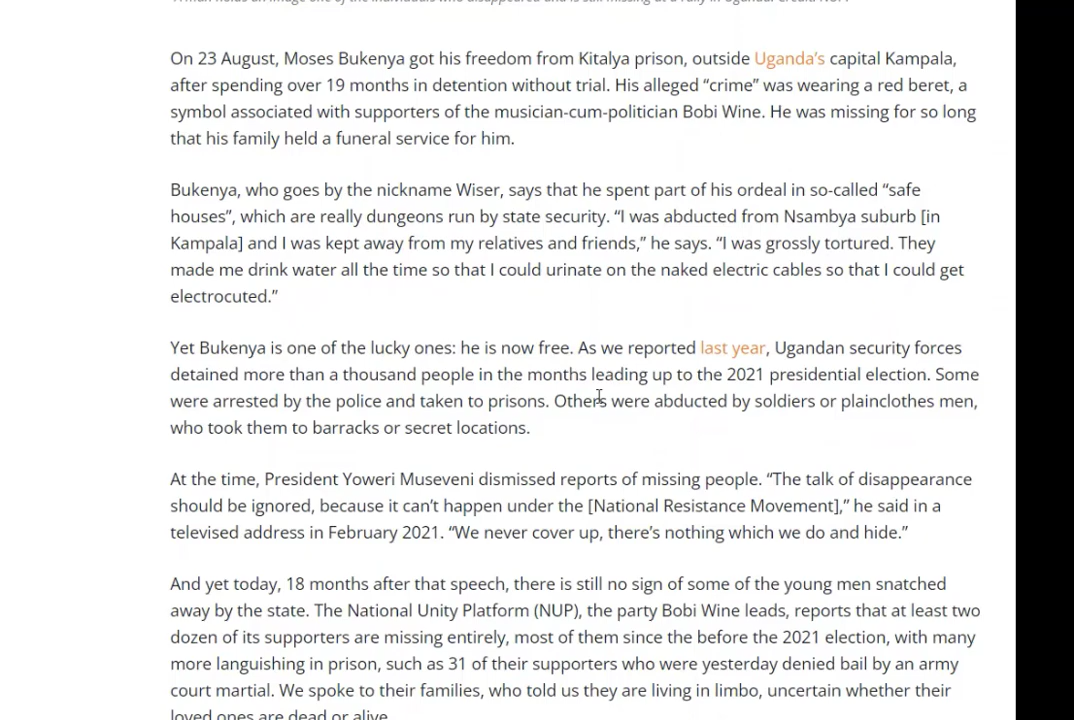 On 23 August, Moses Bukenya got his freedom from Kitalya prison, outside Uganda’s capital Kampala,
after spending over 19 months in detention without trial. His alleged “crime” was wearing a red beret, a
symbol associated with supporters of the musician-cum-politician Bobi Wine. He was missing for so long
that his family held a funeral service for him.
Bukenya, who goes by the nickname Wiser, says that he spent part of his ordeal in so-called “safe
houses”, which are really dungeons run by state security. “I was abducted from Nsambya suburb [in
Kampala] and I was kept away from my relatives and friends,” he says. “I was grossly tortured. They
made me drink water all the time so that I could urinate on the naked electric cables so that I could get
electrocuted.”
Yet Bukenya is one of the lucky ones: he is now free. As we reported last year, Ugandan security forces
detained more than a thousand people in the months leading up to the 2021 presidential election. Some
were arrested by the police and taken to prisons. Others were abducted by soldiers or plainclothes men,
who took them to barracks or secret locations.
At the time, President Yoweri Museveni dismissed reports of missing people. “The talk of disappearance
should be ignored, because it can’t happen under the [National Resistance Movement],” he said in a
televised address in February 2021. “We never cover up, there’s nothing which we do and hide.”
And yet today, 18 months after that speech, there is still no sign of some of the young men snatched
away by the state. The National Unity Platform (NUP), the party Bobi Wine leads, reports that at least two
dozen of its supporters are missing entirely, most of them since the before the 2021 election, with many
more languishing in prison, such as 31 of their supporters who were yesterday denied bail by an army
court martial. We spoke to their families, who told us they are living in limbo, uncertain whether their
loved ones are dead or alive